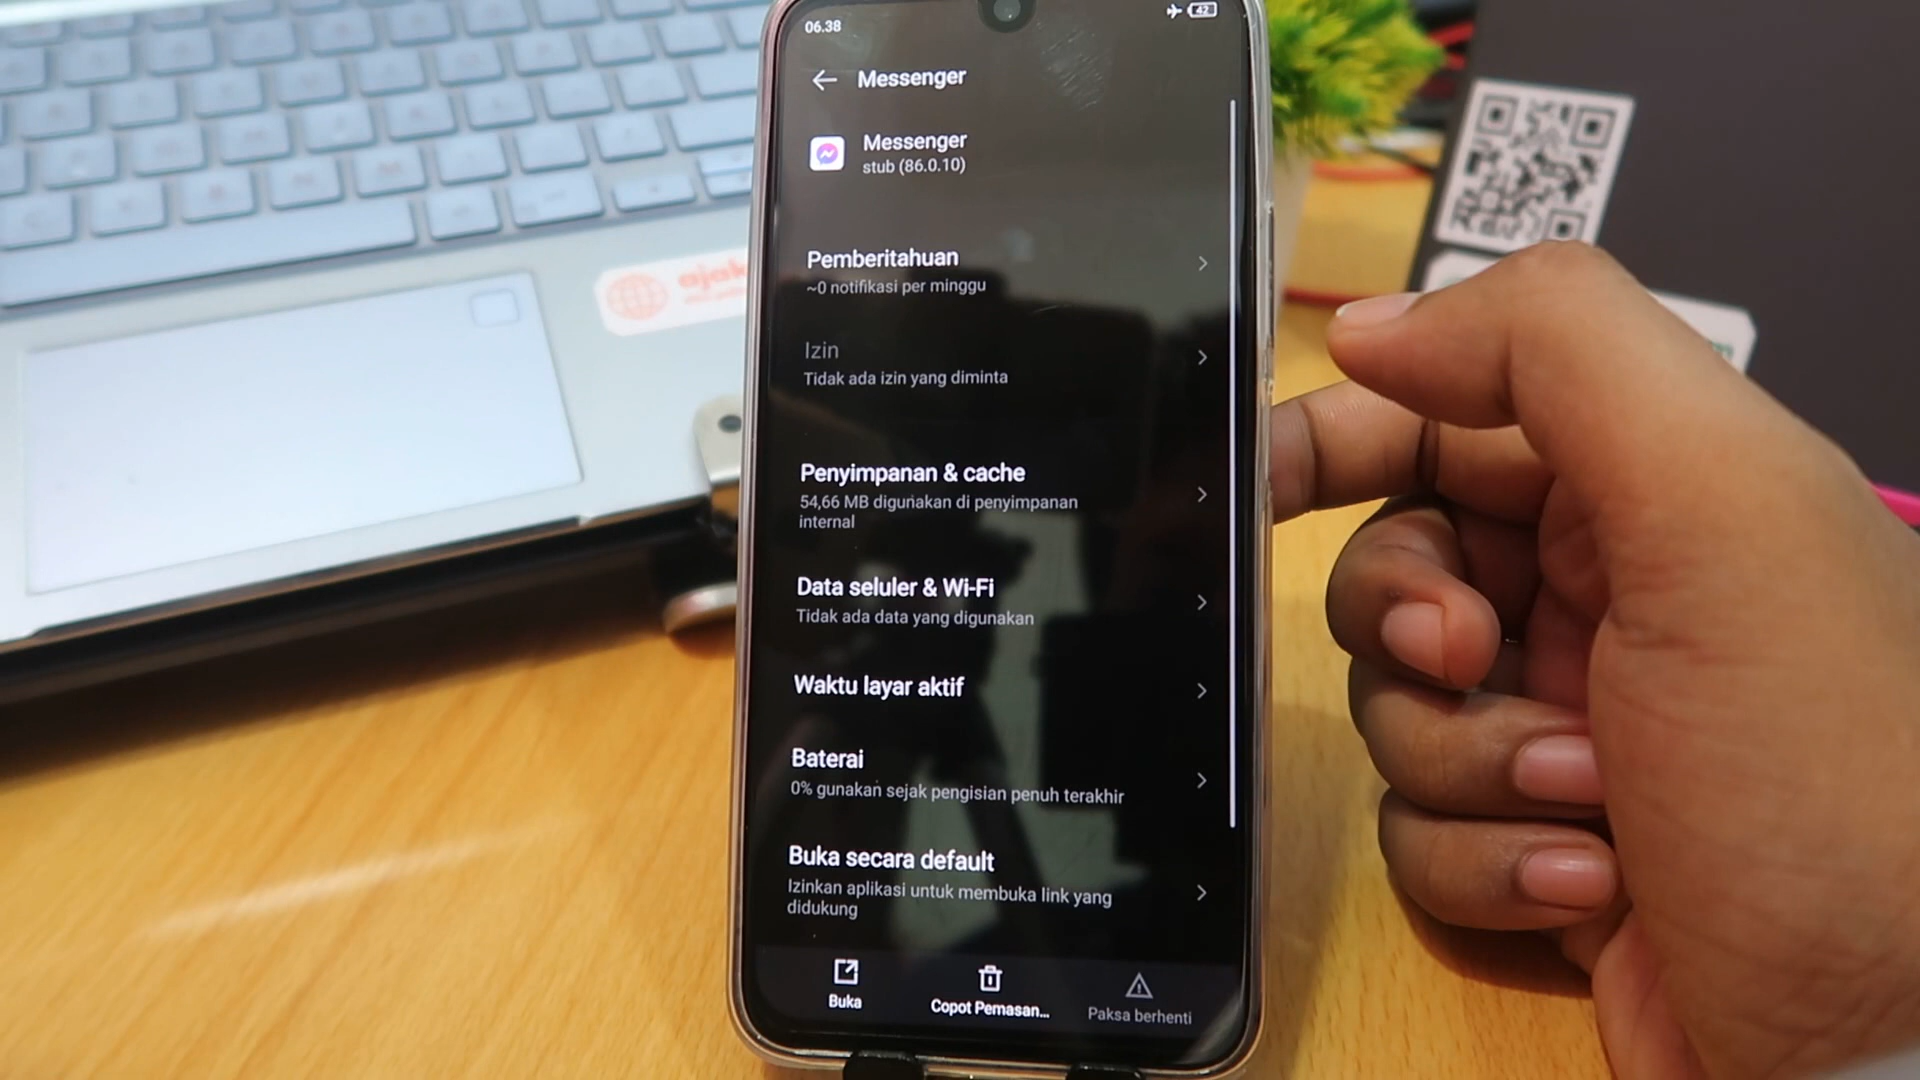 06.38
42
Messenger
Messenger
stub (86.0.10)
Pemberitahuan
~0 notifikasi per minggu
Izin
Tidak ada izin yang diminta
Penyimpanan & cache
54,66 MB digunakan di penyimpanan
internal
Data seluler & Wi-Fi
Tidak ada data yang digunakan
Waktu layar aktif
Baterai
0% gunakan sejak pengisian penuh terakhir
Buka secara default
Izinkan aplikasi untuk membuka link yang
didukung
Buka
Copot Pemasan...
Paksa berhenti